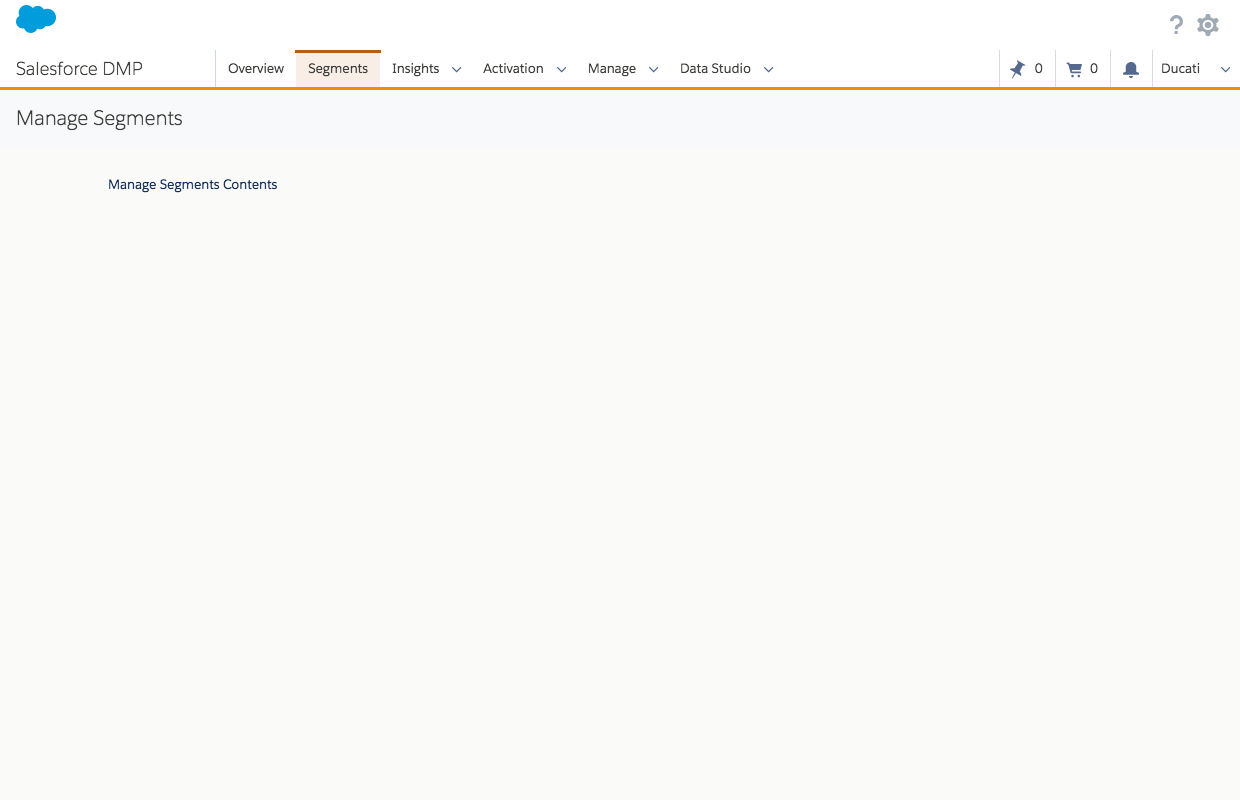 Salesforce DMP Overview Segments Insights Activation Manage Data Studio 0 0 Ducati
Manage Segments
Manage Segments Contents